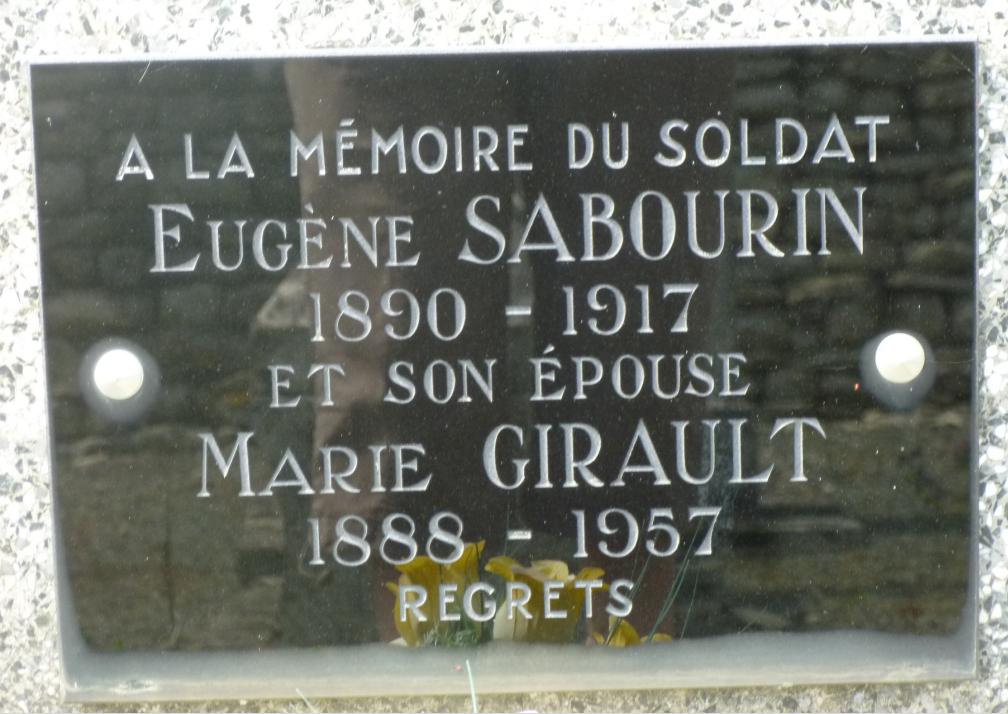 A LA MÉMOIRE DU SOLDAT
EUGÈNE SABOURIN
1890 - 1917
ET SON ÉPOUSE
MARIE GIRAULT
1888 - 1957
REGRETS